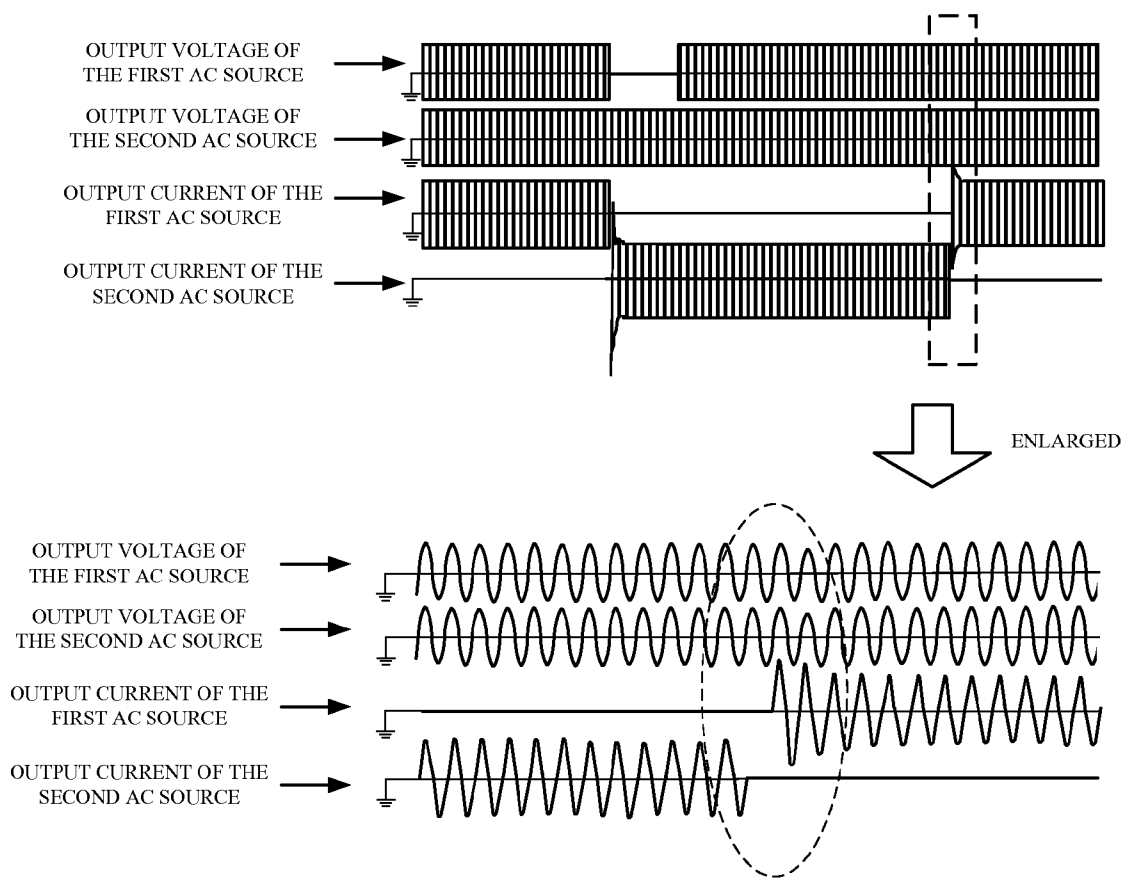 OUTPUT VOLTAGE OF
THE FIRST AC SOURCE
OUTPUT VOLTAGE OF
THE SECOND AC SOURCE
OUTPUT CURRENT OF THE
FIRST AC SOURCE
OUTPUT CURRENT OF THE
SECOND AC SOURCE
ENLARGED
OUTPUT VOLTAGE OF
THE FIRST AC SOURCE
OUTPUT VOLTAGE OF
THE SECOND AC SOURCE
OUTPUT CURRENT OF THE
FIRST AC SOURCE
OUTPUT CURRENT OF THE
SECOND AC SOURCE